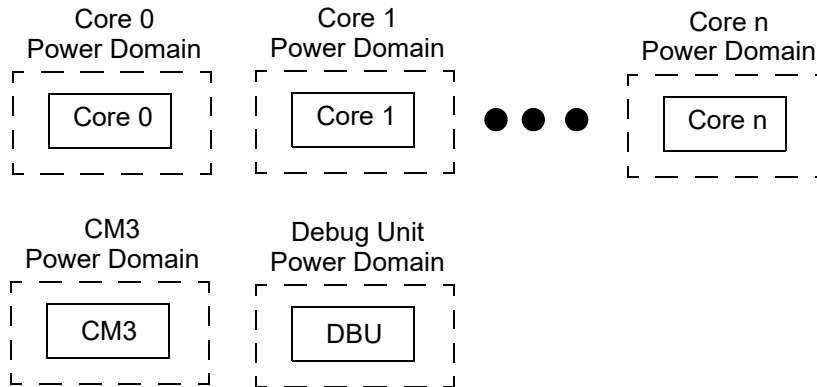 Core 0
Power Domain
Core 0
Core 1
Power Domain
Core 1
Core n
Power Domain
Core n
CM3
Power Domain
CM3
Debug Unit
Power Domain
DBU